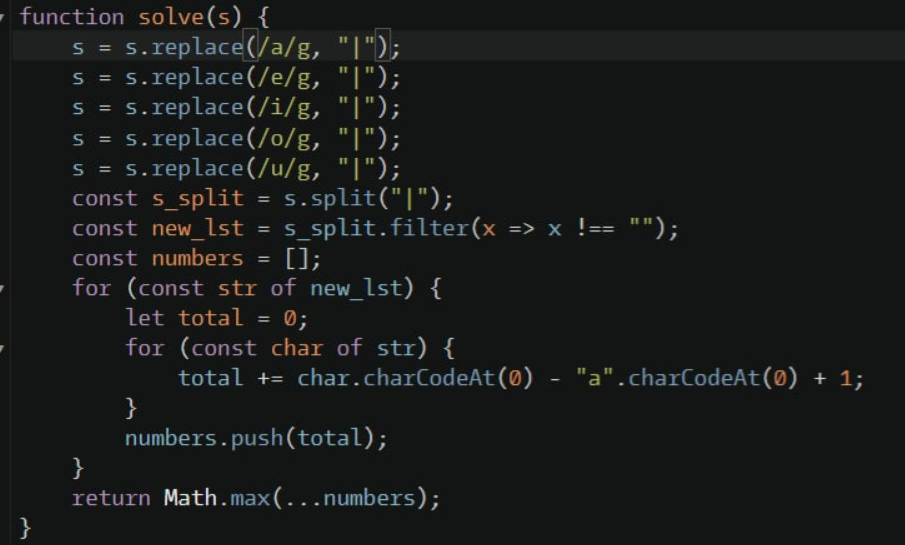 function solve(s) {
    s = s.replace(/a/g, "|");
    s = s.replace(/e/g, "|");
    s = s.replace(/i/g, "|");
    s = s.replace(/o/g, "|");
    s = s.replace(/u/g, "|");
    const s_split = s.split("|");
    const new_lst = s_split.filter(x => x !== "");
    const numbers = [];
    for (const str of new_lst) {
        let total = 0;
        for (const char of str) {
            total += char.charCodeAt(0) - "a".charCodeAt(0) + 1;
        }
        numbers.push(total);
    }
    return Math.max(...numbers);
}